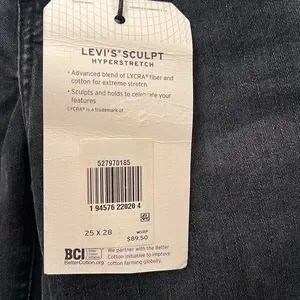 LEVI'S® SCULPT
HYPERSTRETCH
• Advanced blend of LYCRA® fiber and
cotton for extreme stretch
• Sculpts and holds to celebrate your
features
LYCRA® is a trademark of
527970185
1 94576 22020 4
25 X 28
MSRP
$89.50
BCI
BetterCotton.org
We partner with the Better
Cotton Initiative to improve
cotton farming globally.